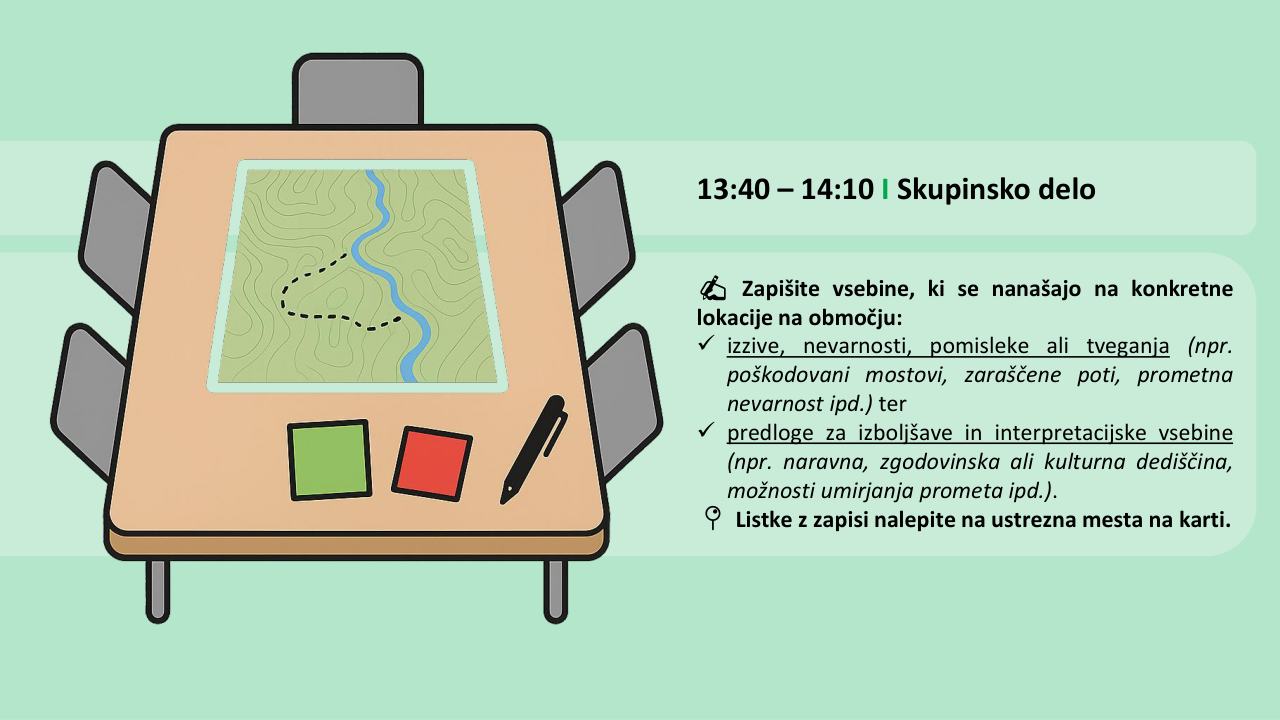 13:40 – 14:10 I Skupinsko delo
✍ Zapišite vsebine, ki se nanašajo na konkretne
lokacije na območju:
✓ izzive, nevarnosti, pomisleke ali tveganja (npr.
poškodovani mostovi, zaraščene poti, prometna
nevarnost ipd.) ter
✓ predloge za izboljšave in interpretacijske vsebine
(npr. naravna, zgodovinska ali kulturna dediščina,
možnosti umirjanja prometa ipd.).
Listke z zapisi nalepite na ustrezna mesta na karti.